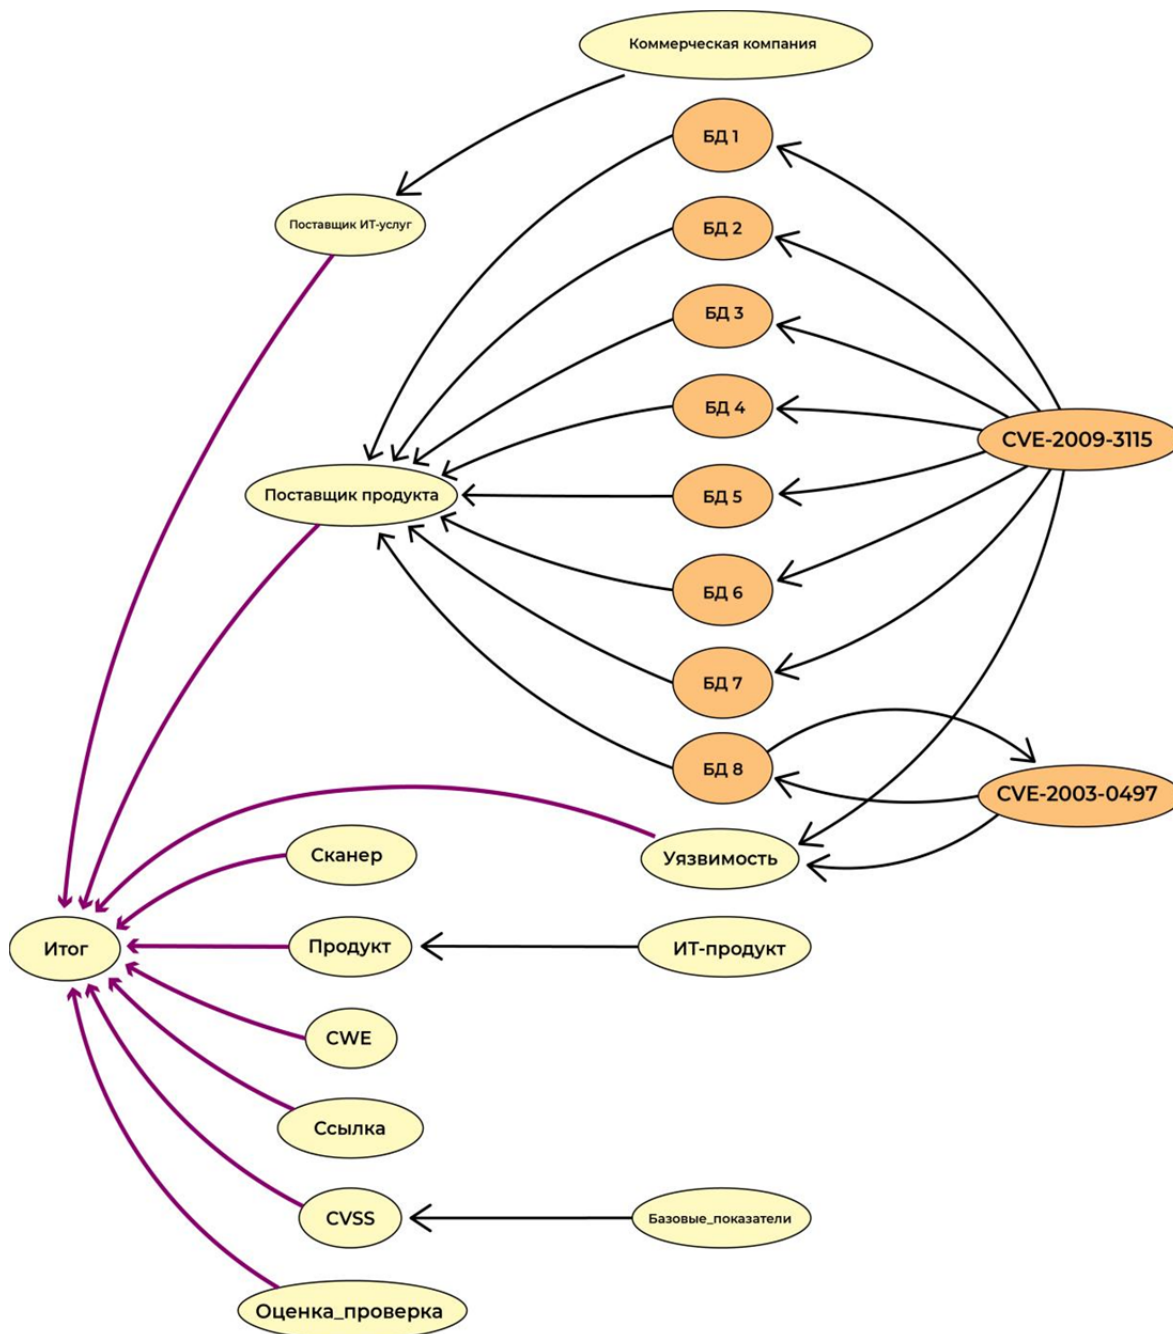 Коммерческая компания
БД 1
Поставщик ИТ-услуг
БД 2
БД 3
БД 4
CVE-2009-3115
Поставщик продукта
БД 5
БД 6
БД 7
БД 8
CVE-2003-0497
Сканер
Уязвимость
Итог
Продукт
ИТ-продукт
CWE
Ссылка
CVSS
Базовые_показатели
Оценка_проверка